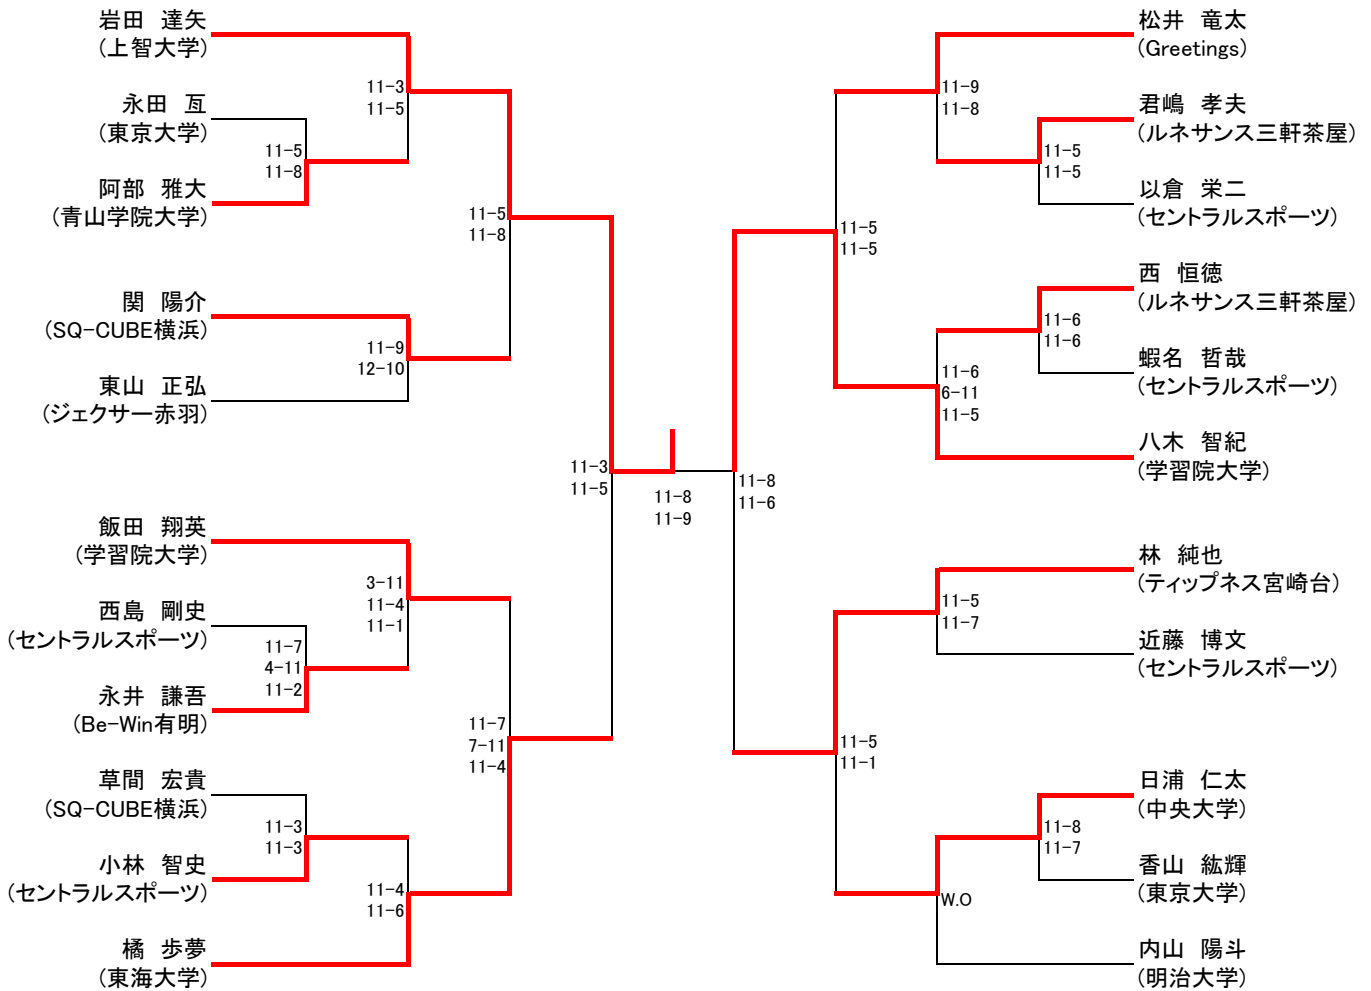 岩田 達矢
(上智大学)
11-3
11-5
永田 亙
(東京大学)
11-5
11-8
阿部 雅大
(青山学院大学)
11-5
11-8
関 陽介
(SQ-CUBE横浜)
11-9
12-10
東山 正弘
(ジェクサー赤羽)
11-3
11-5
飯田 翔英
(学習院大学)
3-11
11-4
11-1
西島 剛史
(セントラルスポーツ)
11-7
4-11
11-2
永井 謙吾
(Be-Win有明)
11-7
7-11
11-4
草間 宏貴
(SQ-CUBE横浜)
11-3
11-3
小林 智史
(セントラルスポーツ)
11-4
11-6
橘 歩夢
(東海大学)
11-8
11-9
松井 竜太
(Greetings)
11-9
11-8
君嶋 孝夫
(ルネサンス三軒茶屋)
11-5
11-5
以倉 栄二
(セントラルスポーツ)
11-5
11-5
西 恒徳
(ルネサンス三軒茶屋)
11-6
11-6
蝦名 哲哉
(セントラルスポーツ)
11-6
6-11
11-5
八木 智紀
(学習院大学)
11-8
11-6
林 純也
(ティップネス宮崎台)
11-5
11-7
近藤 博文
(セントラルスポーツ)
11-5
11-1
日浦 仁太
(中央大学)
11-8
11-7
香山 紘輝
(東京大学)
W.O
内山 陽斗
(明治大学)